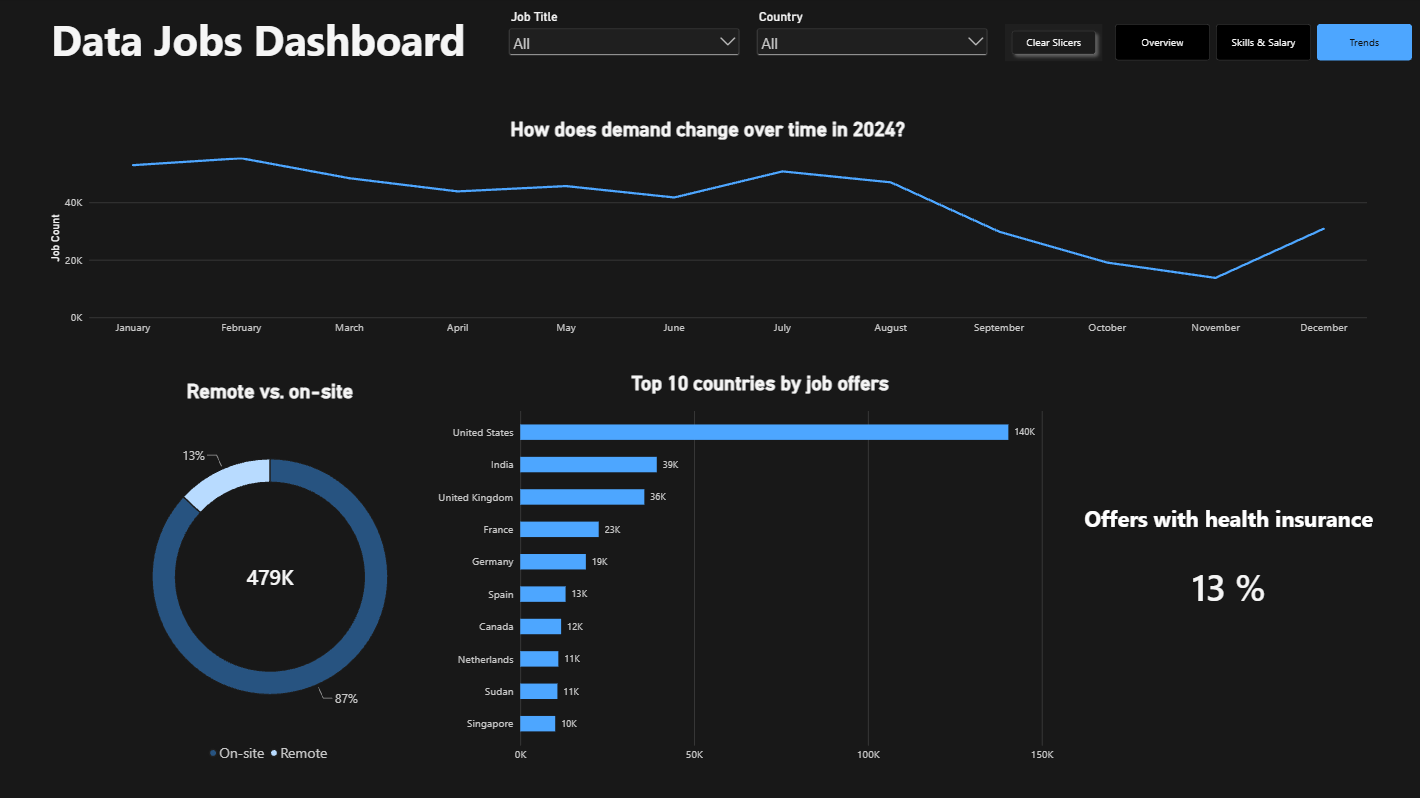 Data Jobs Dashboard
Job Title
All
Country
All
Clear Slicers
Overview
Skills & Salary
Trends
How does demand change over time in 2024?
Job Count
40K
20K
0K
January February March April May June July August September October November December
Remote vs. on-site
13%
479K
87%
On-site Remote
Top 10 countries by job offers
United States 140K
India 39K
United Kingdom 36K
France 23K
Germany 19K
Spain 13K
Canada 12K
Netherlands 11K
Sudan 11K
Singapore 10K
0K 50K 100K 150K
Offers with health insurance
13 %